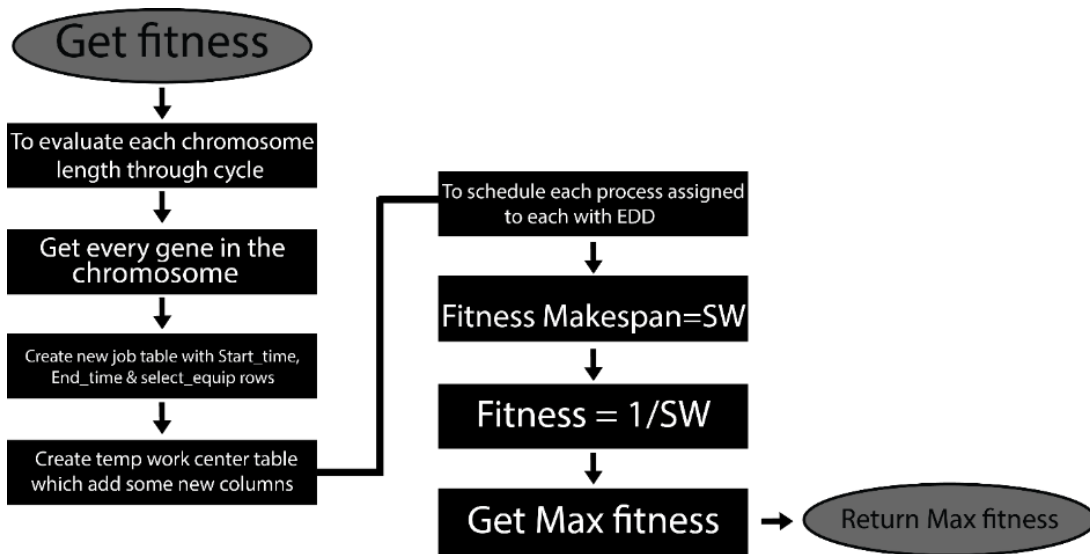 Get fitness
To evaluate each chromosome
length through cycle
Get every gene in the
chromosome
Create new job table with Start_time,
End_time & select_equip rows
Create temp work center table
which add some new columns
To schedule each process assigned
to each with EDD
Fitness Makespan=SW
Fitness = 1/SW
Get Max fitness
Return Max fitness